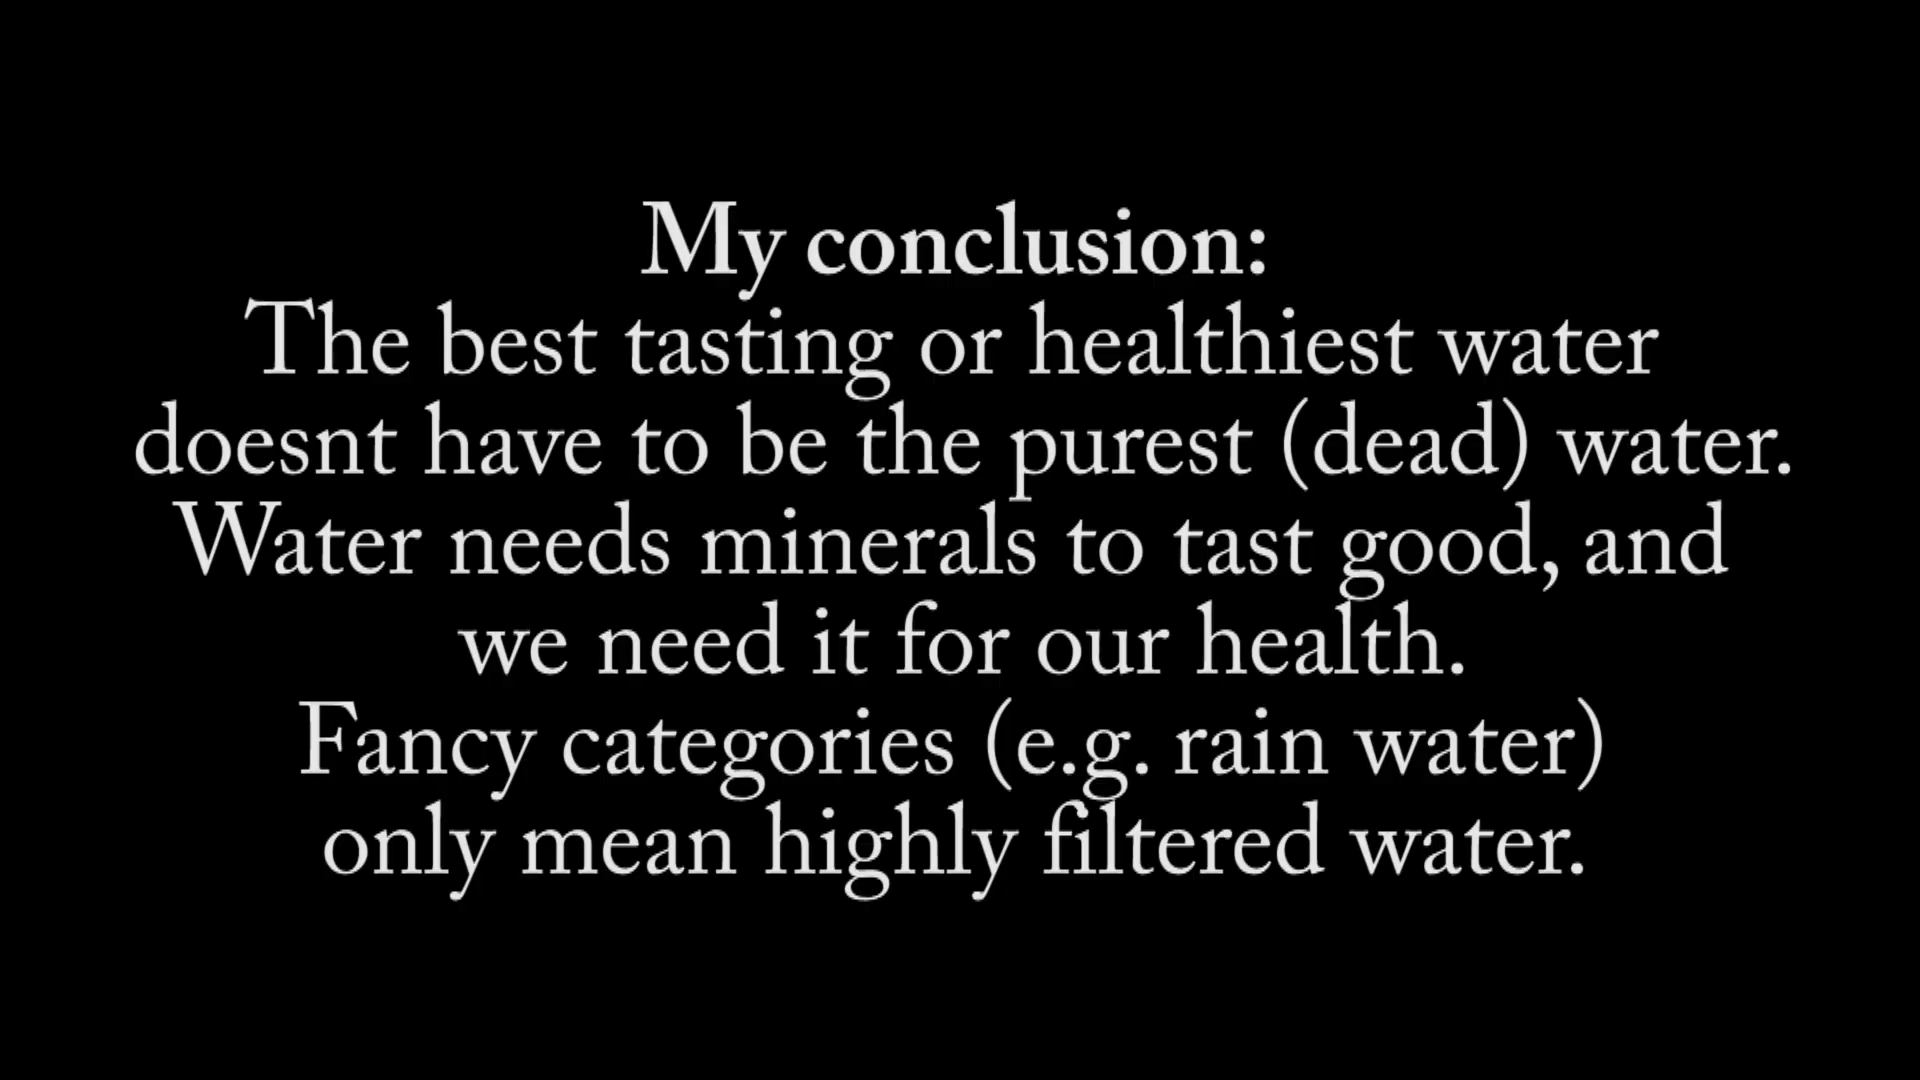 My conclusion:
The best tasting or healthiest water
doesnt have to be the purest (dead) water.
Water needs minerals to tast good, and
we need it for our health.
Fancy categories (e.g. rain water)
only mean highly filtered water.